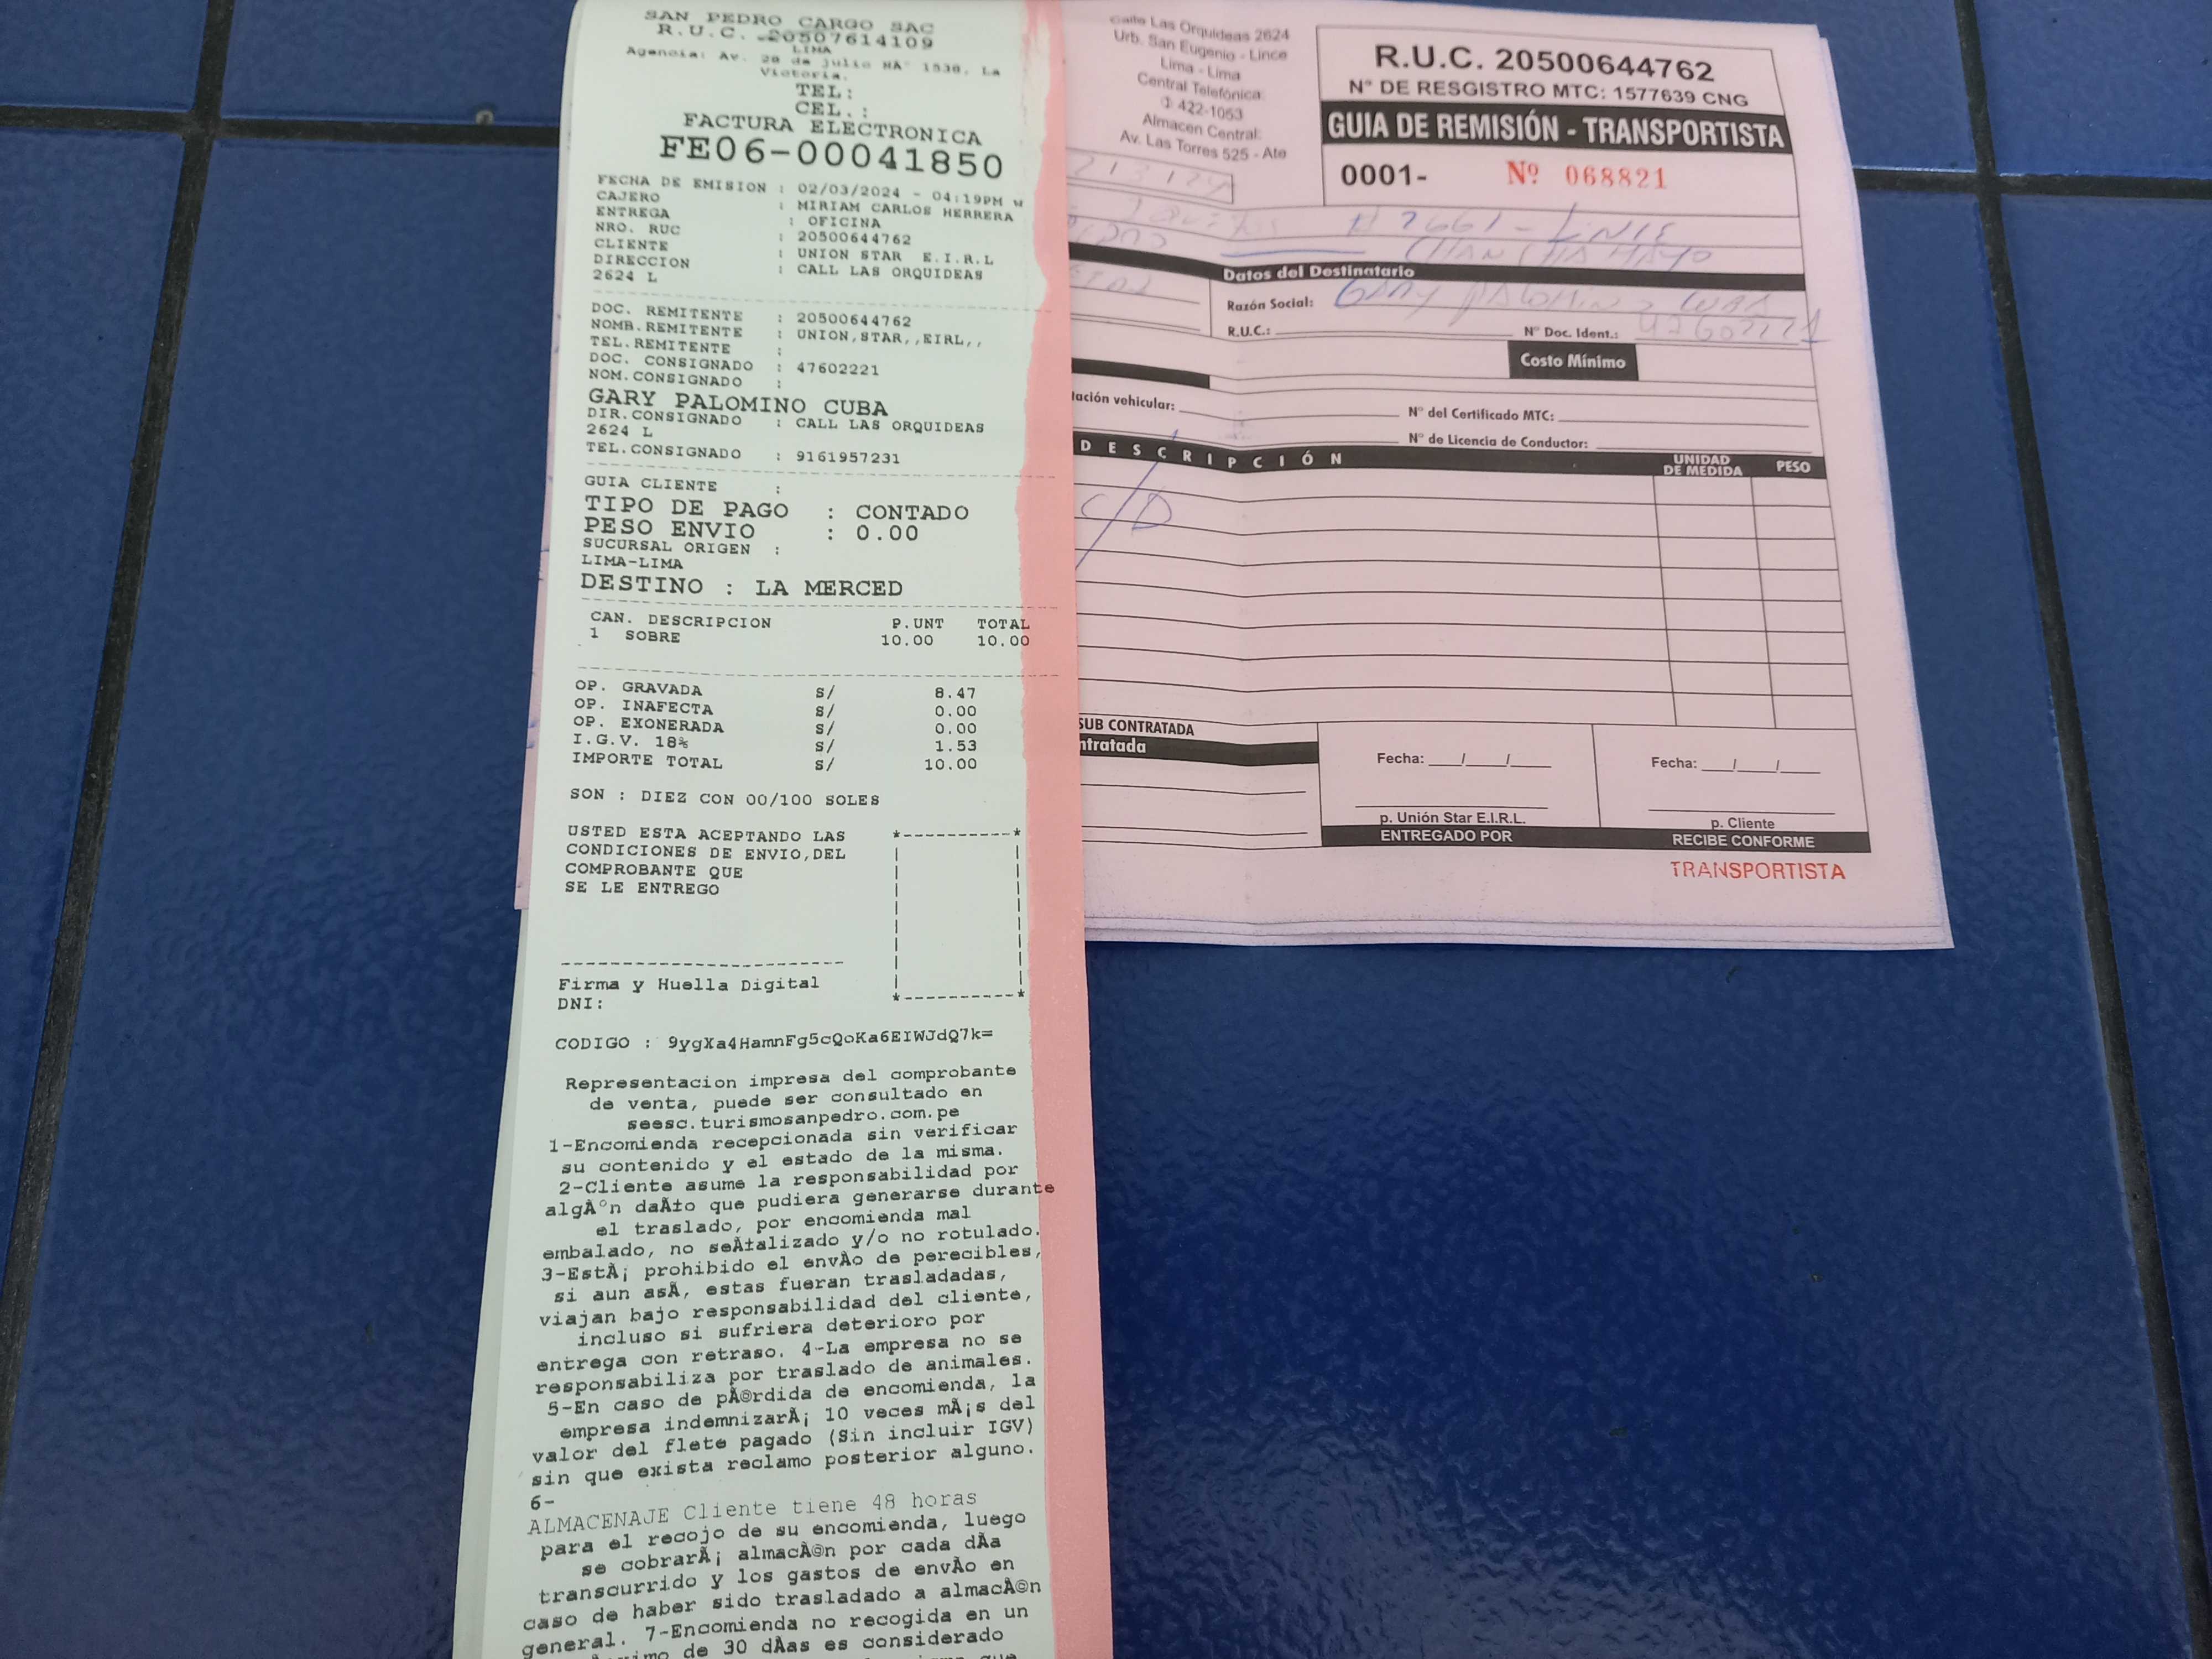 SAN PEDRO CARGO SAC
R.U.C. 20507614109
LIMA
Agencia: Av. 28 de julio NÂ° 1538, La
Victoria.
TEL:
CEL.:
FACTURA ELECTRONICA
FE06-00041850
FECHA DE EMISION : 02/03/2024 - 04:19PM
CAJERO : MIRIAM CARLOS HERRERA
ENTREGA : OFICINA
NRO. RUC : 20500644762
CLIENTE : UNION STAR E.I.R.L
DIRECCION : CALL LAS ORQUIDEAS
2624 L
DOC. REMITENTE : 20500644762
NOMB.REMITENTE : UNION,STAR,,EIRL,,
TEL.REMITENTE :
DOC. CONSIGNADO : 47602221
NOM.CONSIGNADO :
GARY PALOMINO CUBA
DIR.CONSIGNADO : CALL LAS ORQUIDEAS
2624 L
TEL.CONSIGNADO : 9161957231
GUIA CLIENTE :
TIPO DE PAGO : CONTADO
PESO ENVIO : 0.00
SUCURSAL ORIGEN :
LIMA-LIMA
DESTINO : LA MERCED
CAN. DESCRIPCION P.UNT TOTAL
1 SOBRE 10.00 10.00
OP. GRAVADA S/ 8.47
OP. INAFECTA S/ 0.00
OP. EXONERADA S/ 0.00
I.G.V. 18% S/ 1.53
IMPORTE TOTAL S/ 10.00
SON : DIEZ CON 00/100 SOLES
USTED ESTA ACEPTANDO LAS
CONDICIONES DE ENVIO,DEL
COMPROBANTE QUE
SE LE ENTREGO
Firma y Huella Digital
DNI:
CODIGO : 9ygXa4HamnFg5cQoKa6EIWJdQ7k=
Representacion impresa del comprobante
de venta, puede ser consultado en
seesc.turismosanpedro.com.pe
1-Encomienda recepcionada sin verificar
su contenido y el estado de la misma.
2-Cliente asume la responsabilidad por
algÃºn daÃ±o que pudiera generarse durante
el traslado, por encomienda mal
embalado, no seÃ±alizado y/o no rotulado.
3-EstÃ¡ prohibido el envÃo de perecibles,
si aun asÃ, estas fueran trasladadas,
viajan bajo responsabilidad del cliente,
incluso si sufriera deterioro por
entrega con retraso. 4-La empresa no se
responsabiliza por traslado de animales.
5-En caso de pÃ©rdida de encomienda, la
empresa indemnizarÃ¡ 10 veces mÃ¡s del
valor del flete pagado (Sin incluir IGV)
sin que exista reclamo posterior alguno.
6-
ALMACENAJE Cliente tiene 48 horas
para el recojo de su encomienda, luego
se cobrarÃ¡ almacÃ©n por cada dÃa
transcurrido y los gastos de envÃo en
caso de haber sido trasladado a almacÃ©n
general. 7-Encomienda no recogida en un
de 30 dÃas es considerado
que
Calle Las Orquideas 2624
Urb. San Eugenio - Lince
Lima - Lima
Central Telefónica:
422-1053
Almacen Central:
Av. Las Torres 525 - Ate
R.U.C. 20500644762
N° DE RESGISTRO MTC: 1577639 CNG
GUIA DE REMISIÓN - TRANSPORTISTA
0001- Nº 068821
CHANCHAMAYO
Datos del Destinatario
Razón Social: GARY PALOMINO CUBA
R.U.C.: N° Doc. Ident.: 47602221
Costo Mínimo
tación vehicular: N° del Certificado MTC:
N° de Licencia de Conductor:
DESCRIPCIÓN UNIDAD DE MEDIDA PESO
C/D
SUB CONTRATADA
ntratada
Fecha: __/__/__ Fecha: __/__/__
p. Unión Star E.I.R.L. p. Cliente
ENTREGADO POR RECIBE CONFORME
TRANSPORTISTA